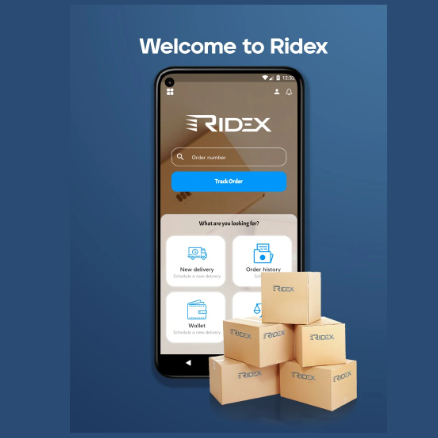 Welcome to Ridex
12:30
RIDEX
Order number
Track Order
What are you looking for?
New delivery
Schedule a new delivery
Order history
Wallet
Schedule a new delivery
RIDEX
RIDEX
RIDEX
RIDEX
RIDEX
RIDEX